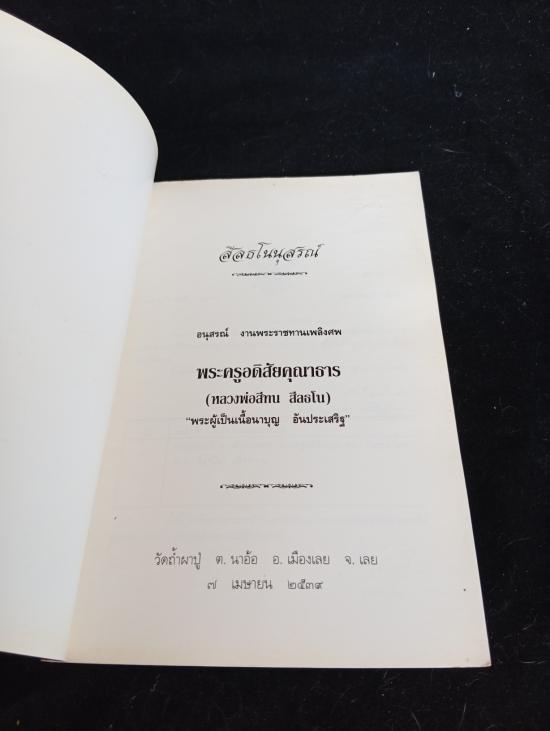 สีลธโนนุสรณ์
อนุสรณ์ งานพระราชทานเพลิงศพ
พระครูอดิสัยคุณาธาร
(หลวงพ่อสีทน สีลธโน)
“พระผู้เป็นเนื้อนาบุญ อันประเสริฐ”
วัดถ้ำผาปู่ ต. นาอ้อ อ. เมืองเลย จ. เลย
๗ เมษายน ๒๕๓๙